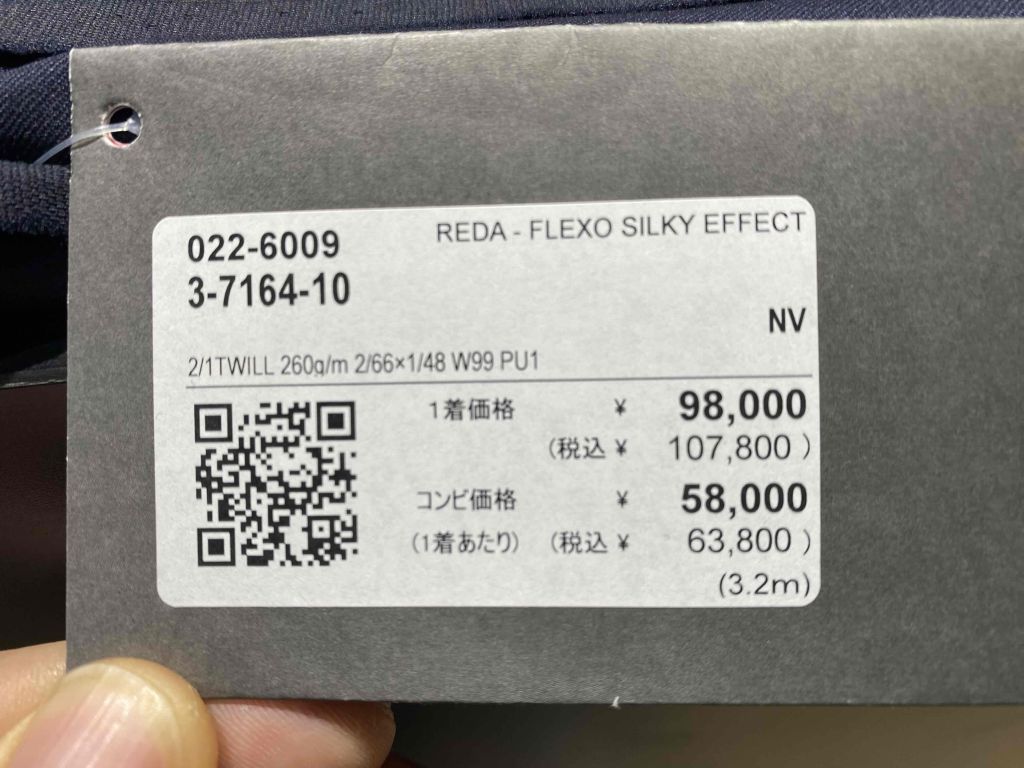 022-6009
REDA - FLEXO SILKY EFFECT
3-7164-10
NV
2/1TWILL 260g/m 2/66×1/48 W99 PU1
1着価格 ¥ 98,000
(税込 ¥ 107,800 )
コンビ価格 ¥ 58,000
(1着あたり) (税込 ¥ 63,800 )
(3.2m)